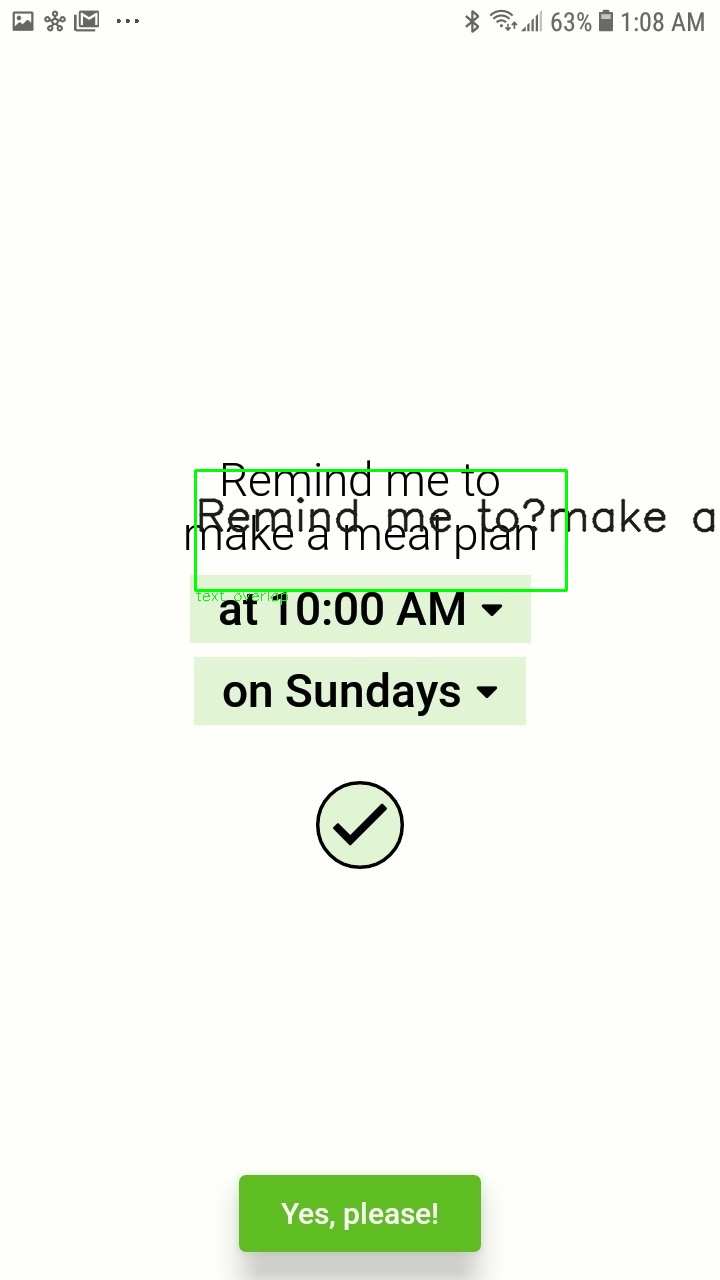 63% 1:08 AM
Remind me to
Remind me to?make a
make a meal plan
text_overlap
at 10:00 AM
on Sundays
Yes, please!